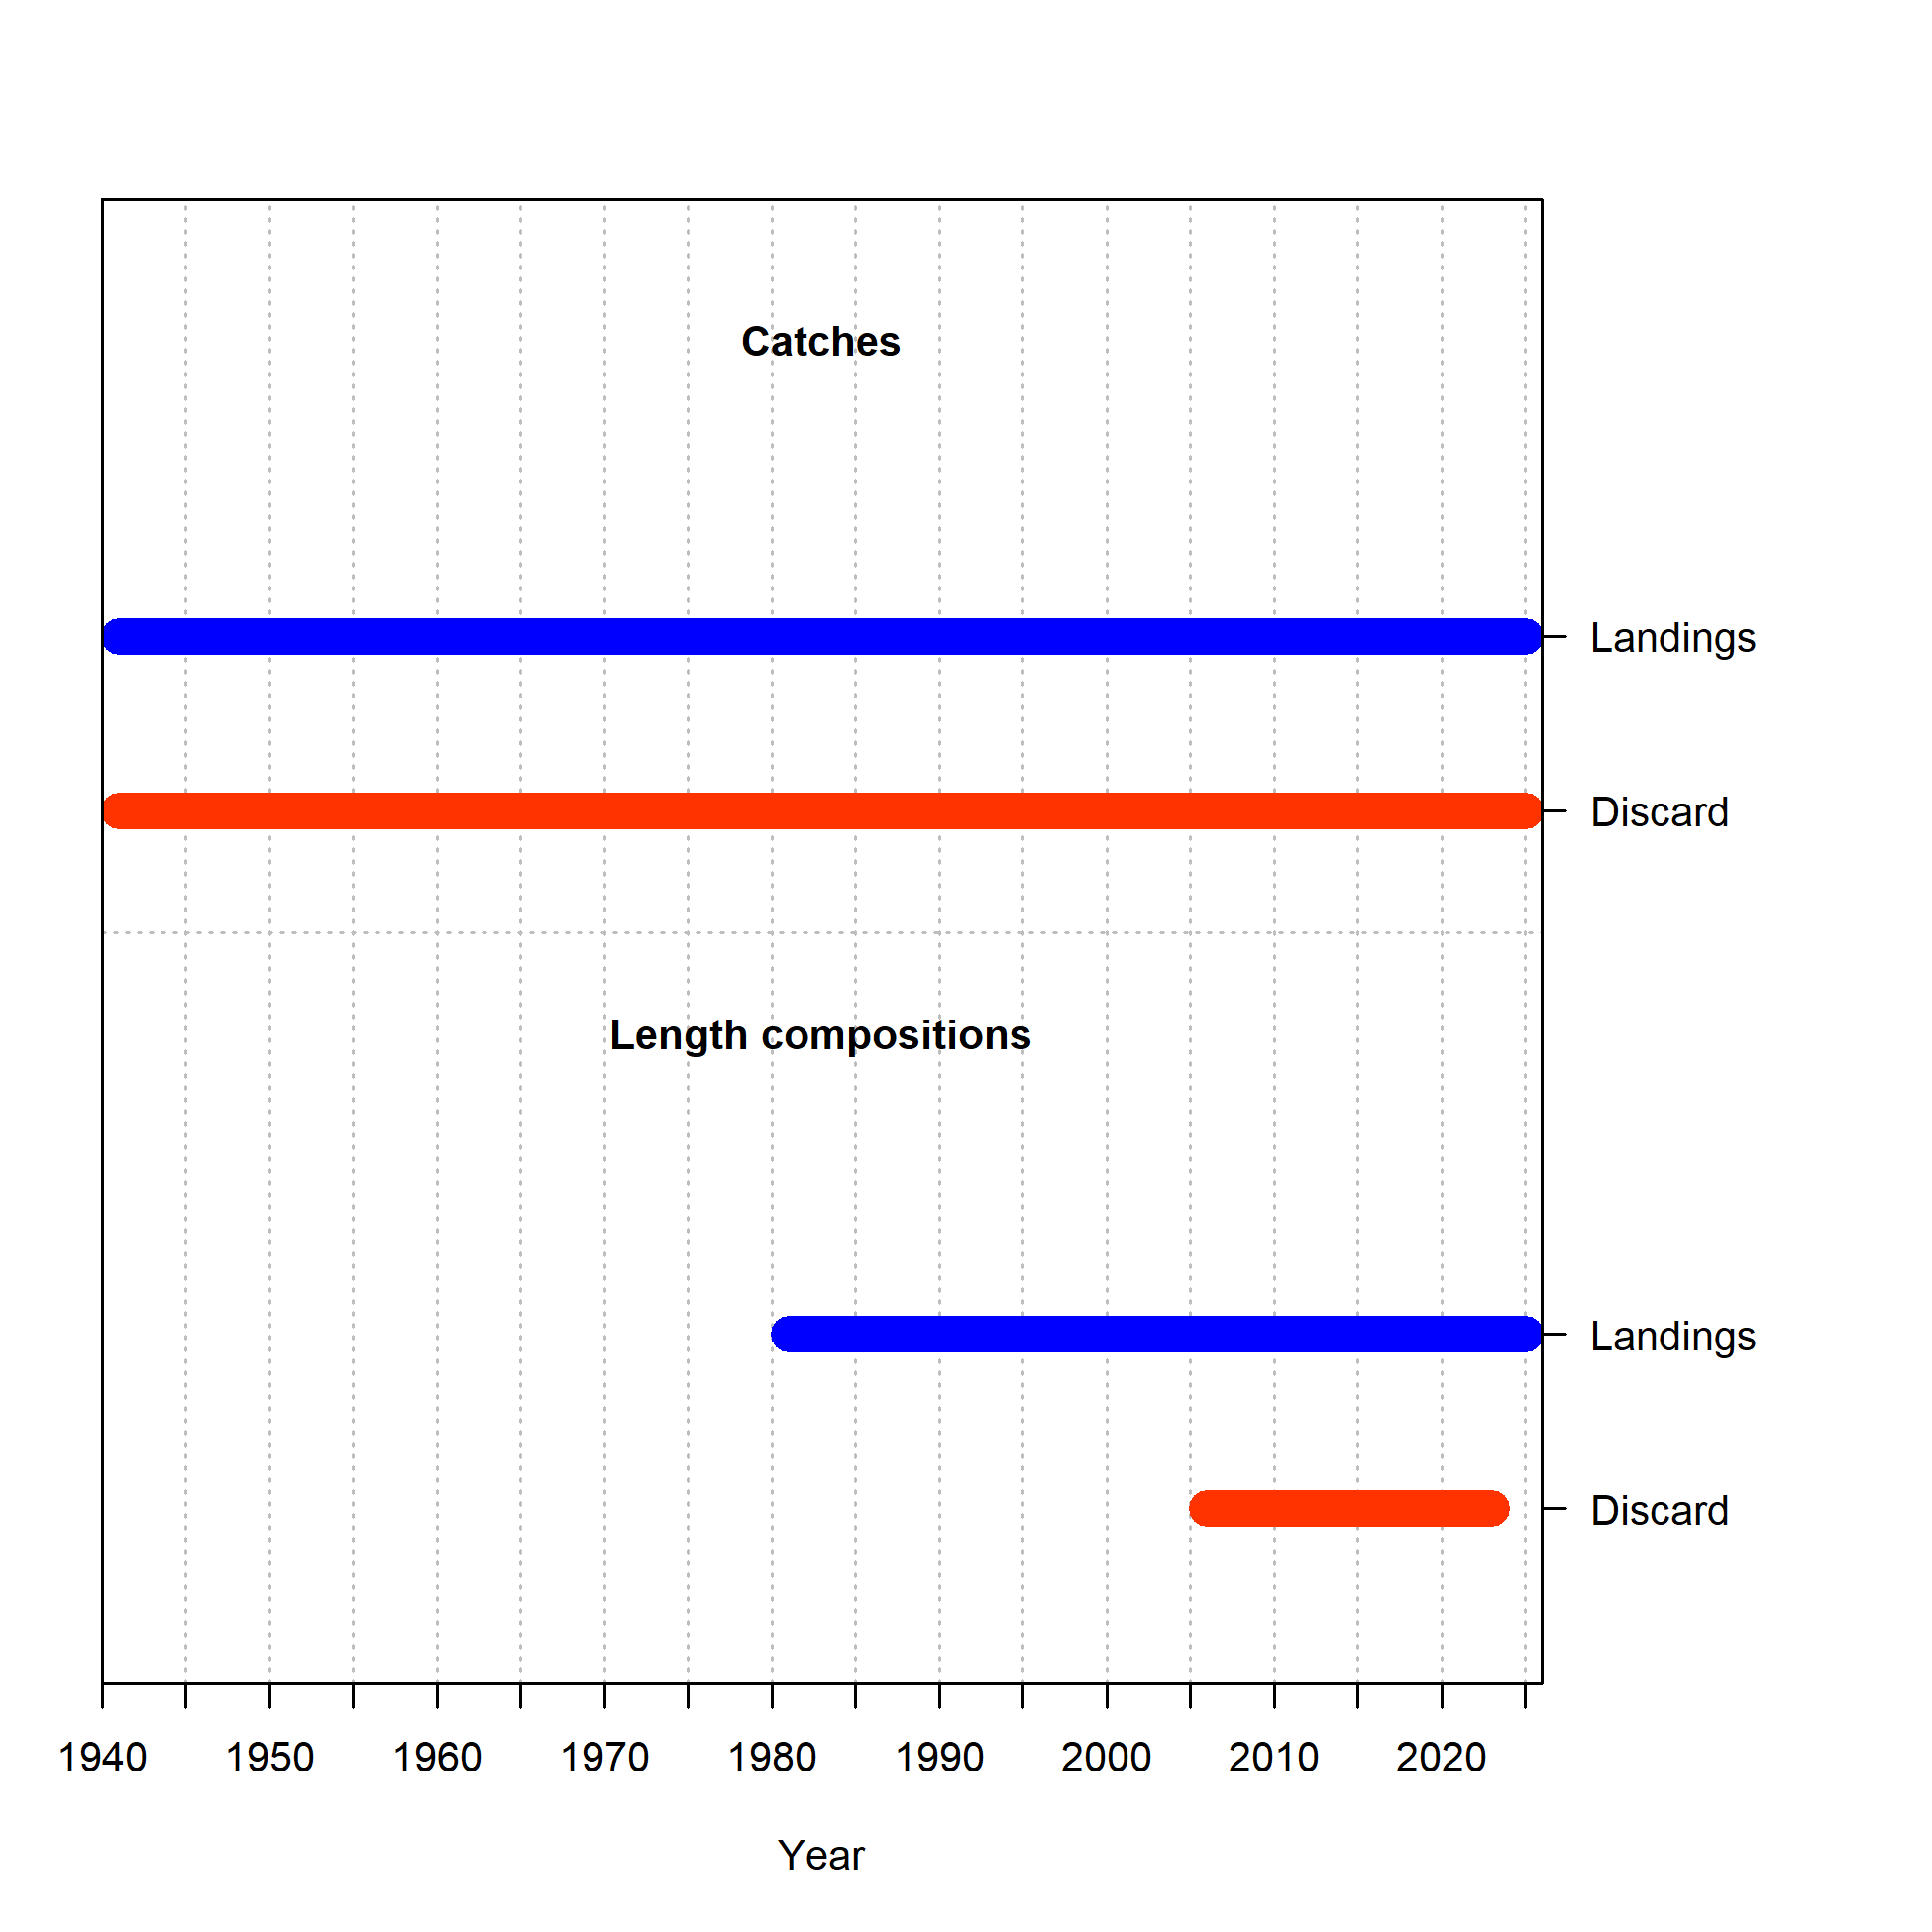 Catches
Landings
Discard
Length compositions
Landings
Discard
1940 1950 1960 1970 1980 1990 2000 2010 2020
Year